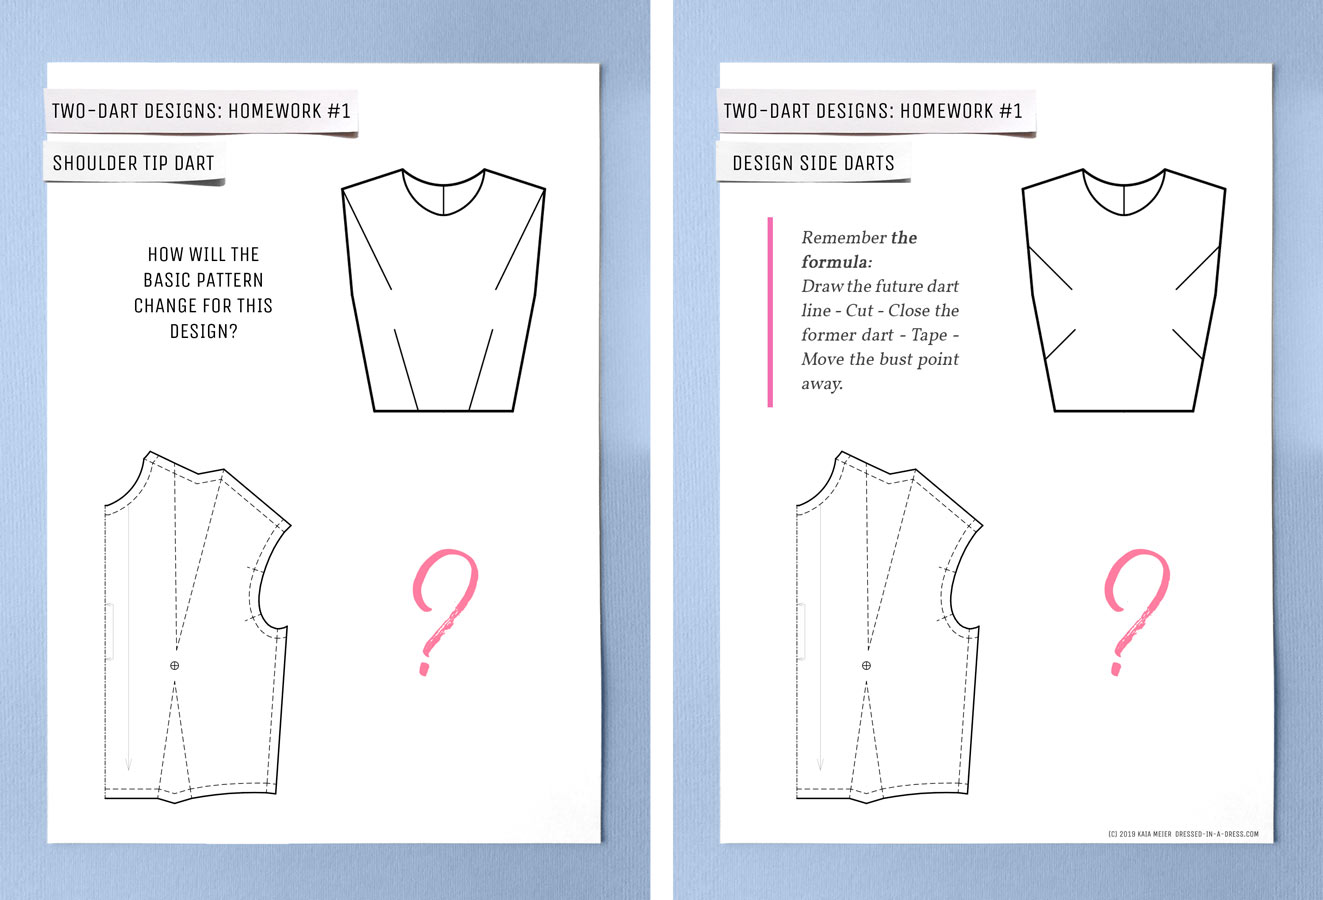 TWO-DART DESIGNS: HOMEWORK #1
SHOULDER TIP DART
HOW WILL THE
BASIC PATTERN
CHANGE FOR THIS
DESIGN?
TWO-DART DESIGNS: HOMEWORK #1
DESIGN SIDE DARTS
Remember the
formula:
Draw the future dart
line - Cut - Close the
former dart - Tape -
Move the bust point
away.
(C) 2019 KAIA MEIER DRESSED-IN-A-DRESS.COM